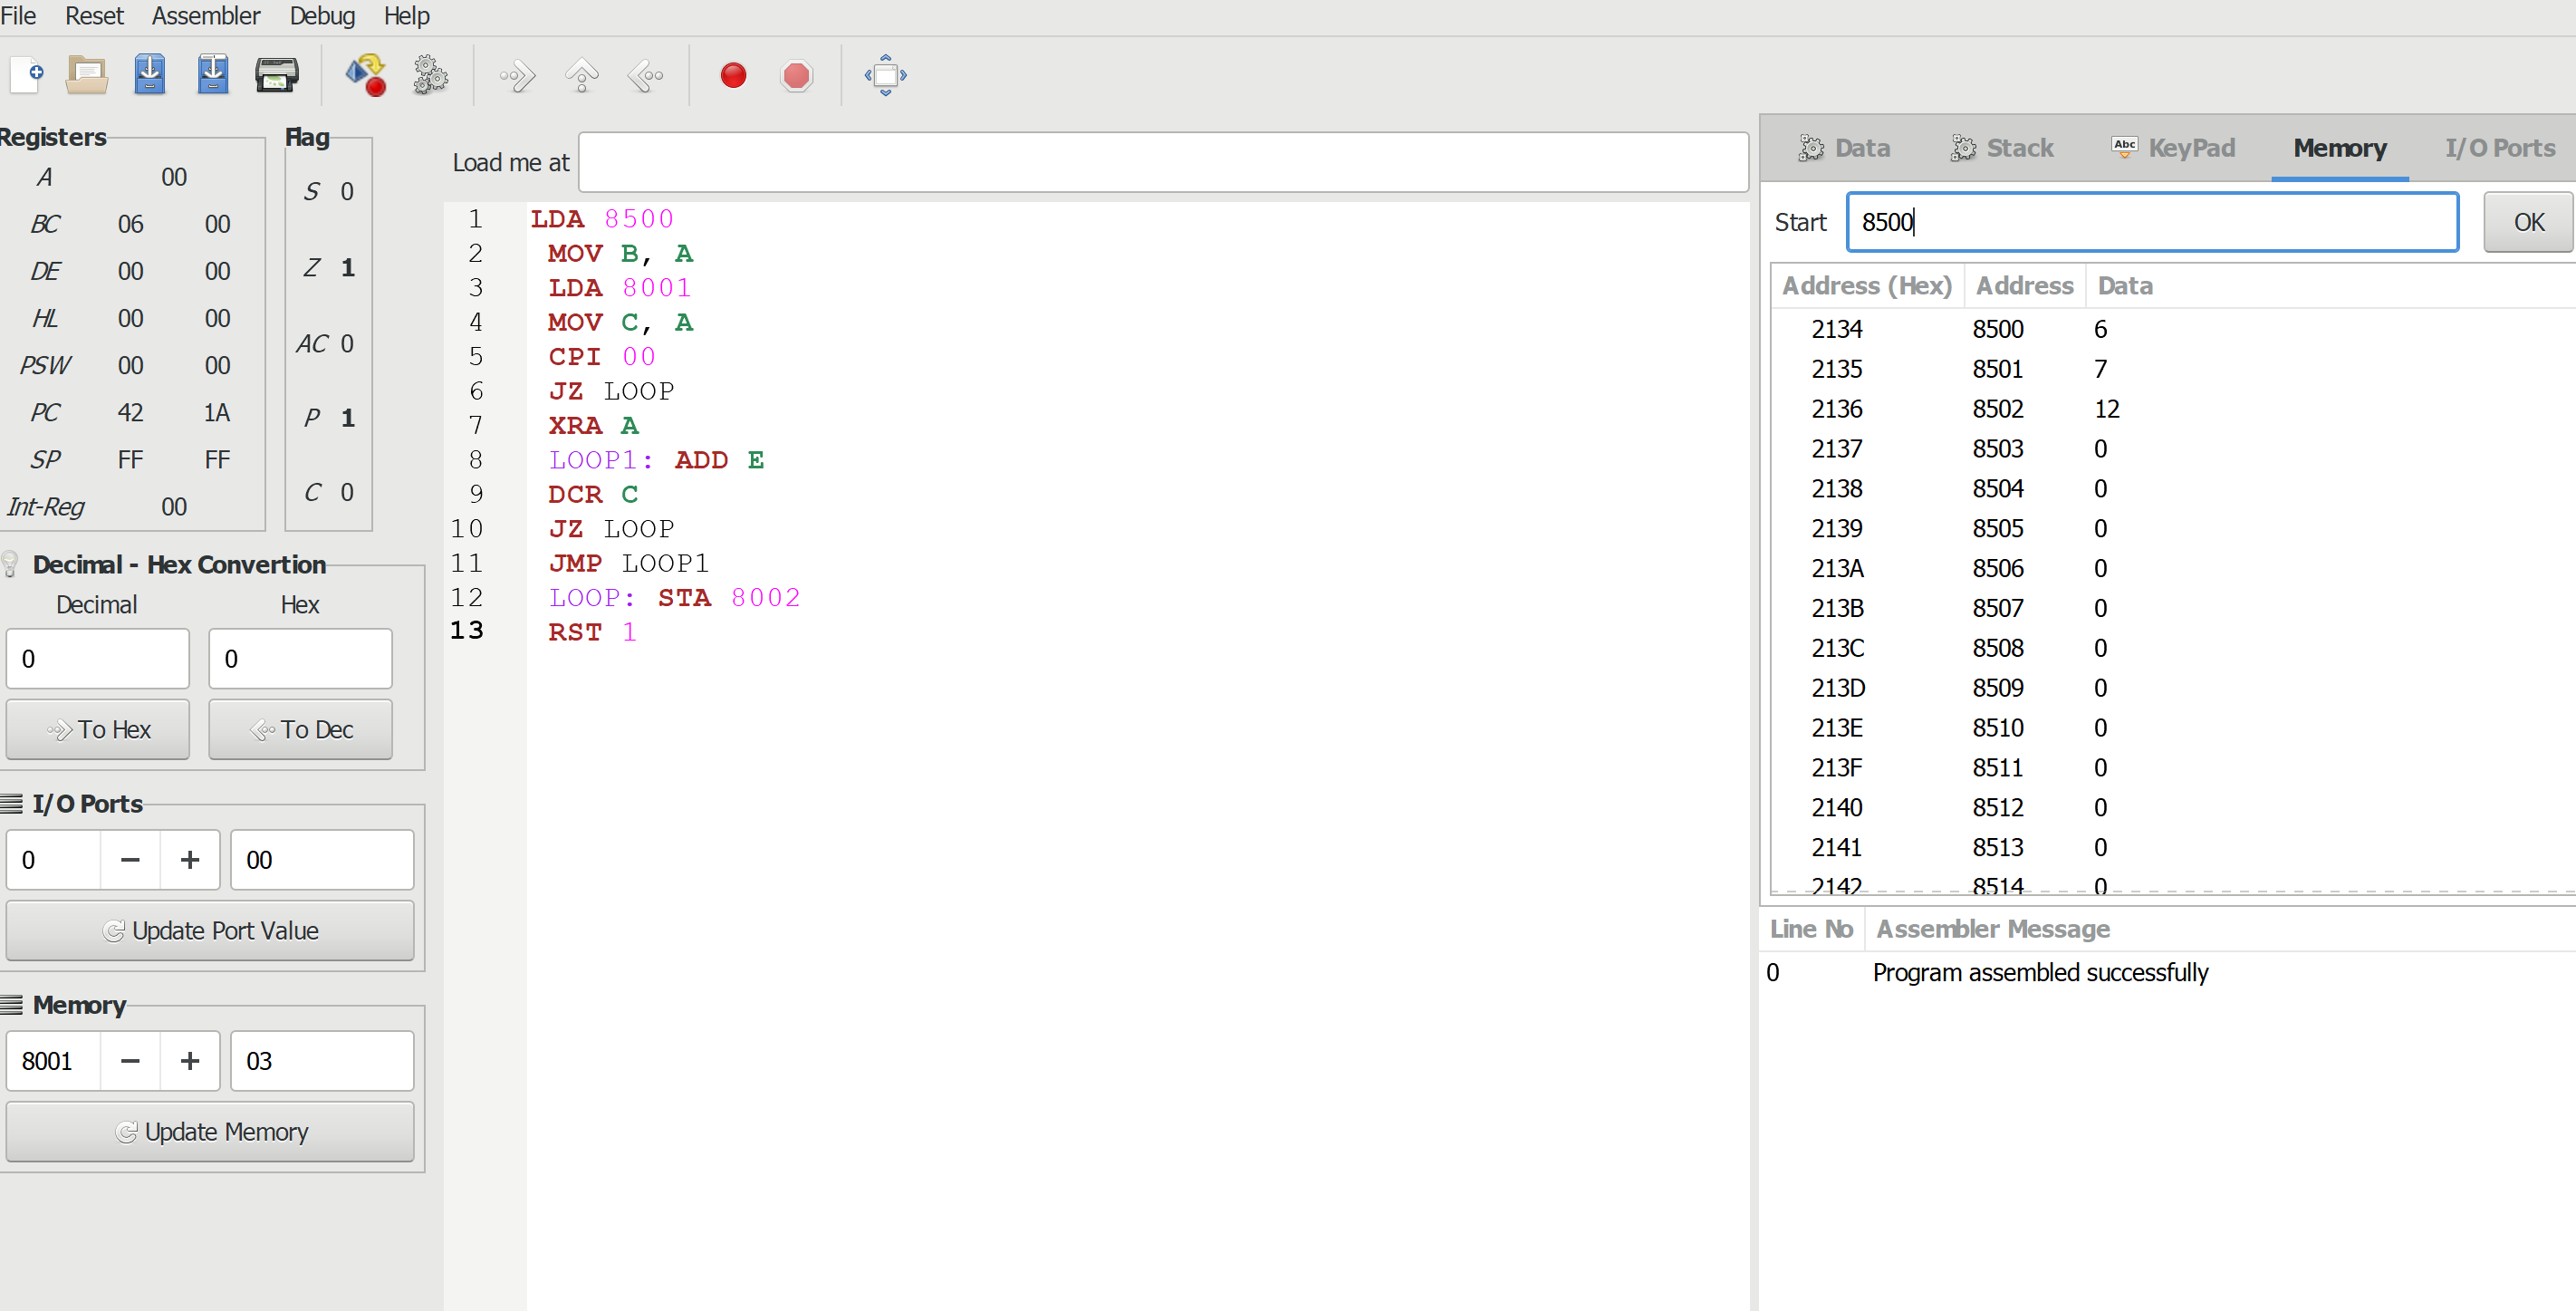 File Reset Assembler Debug Help
Registers
A 00
BC 06 00
DE 00 00
HL 00 00
PSW 00 00
PC 42 1A
SP FF FF
Int-Reg 00
Flag
S 0
Z 1
AC 0
P 1
C 0
Decimal - Hex Convertion
Decimal Hex
0 0
To Hex To Dec
I/O Ports
0 − + 00
Update Port Value
Memory
8001 − + 03
Update Memory
Load me at
1 LDA 8500
2 MOV B, A
3 LDA 8001
4 MOV C, A
5 CPI 00
6 JZ LOOP
7 XRA A
8 LOOP1: ADD E
9 DCR C
10 JZ LOOP
11 JMP LOOP1
12 LOOP: STA 8002
13 RST 1
Data Stack Abc KeyPad Memory I/O Ports
Start 8500 OK
Address (Hex) Address Data
2134 8500 6
2135 8501 7
2136 8502 12
2137 8503 0
2138 8504 0
2139 8505 0
213A 8506 0
213B 8507 0
213C 8508 0
213D 8509 0
213E 8510 0
213F 8511 0
2140 8512 0
2141 8513 0
2142 8514 0
Line No Assembler Message
0 Program assembled successfully